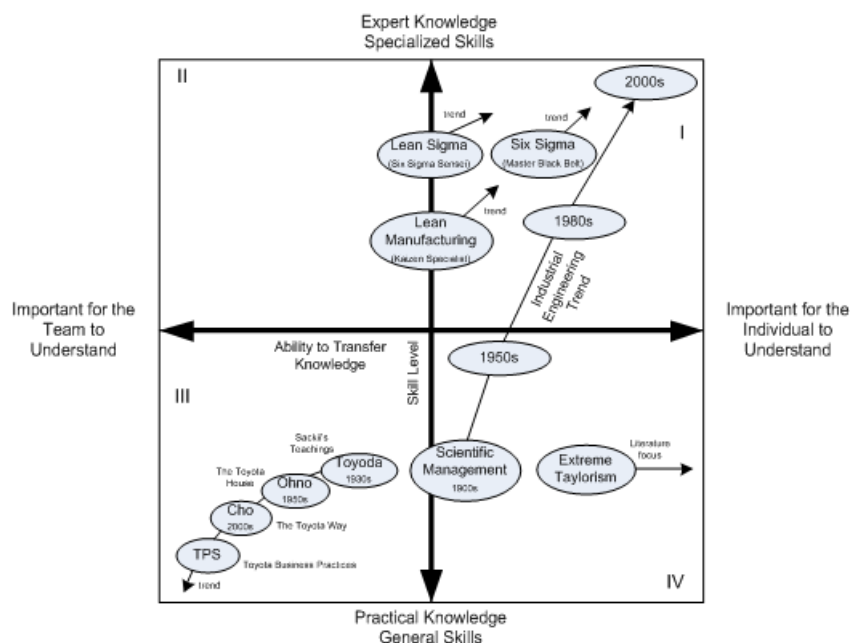 Expert Knowledge
Specialized Skills
II
2000s
I
trend
trend
Lean Sigma
(Six Sigma Sensei)
Six Sigma
(Master Black Belt)
trend
Lean
Manufacturing
(Kaizen Specialist)
1980s
Industrial
Engineering
Trend
Important for the
Team to
Understand
Important for the
Individual to
Understand
Ability to Transfer
Knowledge
Skill Level
1950s
III
Sackii's
Teachings
Toyoda
1930s
The Toyota
House
Ohno
1950s
Cho
2000s
The Toyota Way
TPS
Toyota Business Practices
trend
Scientific
Management
1900s
Extreme
Taylorism
Literature
focus
IV
Practical Knowledge
General Skills